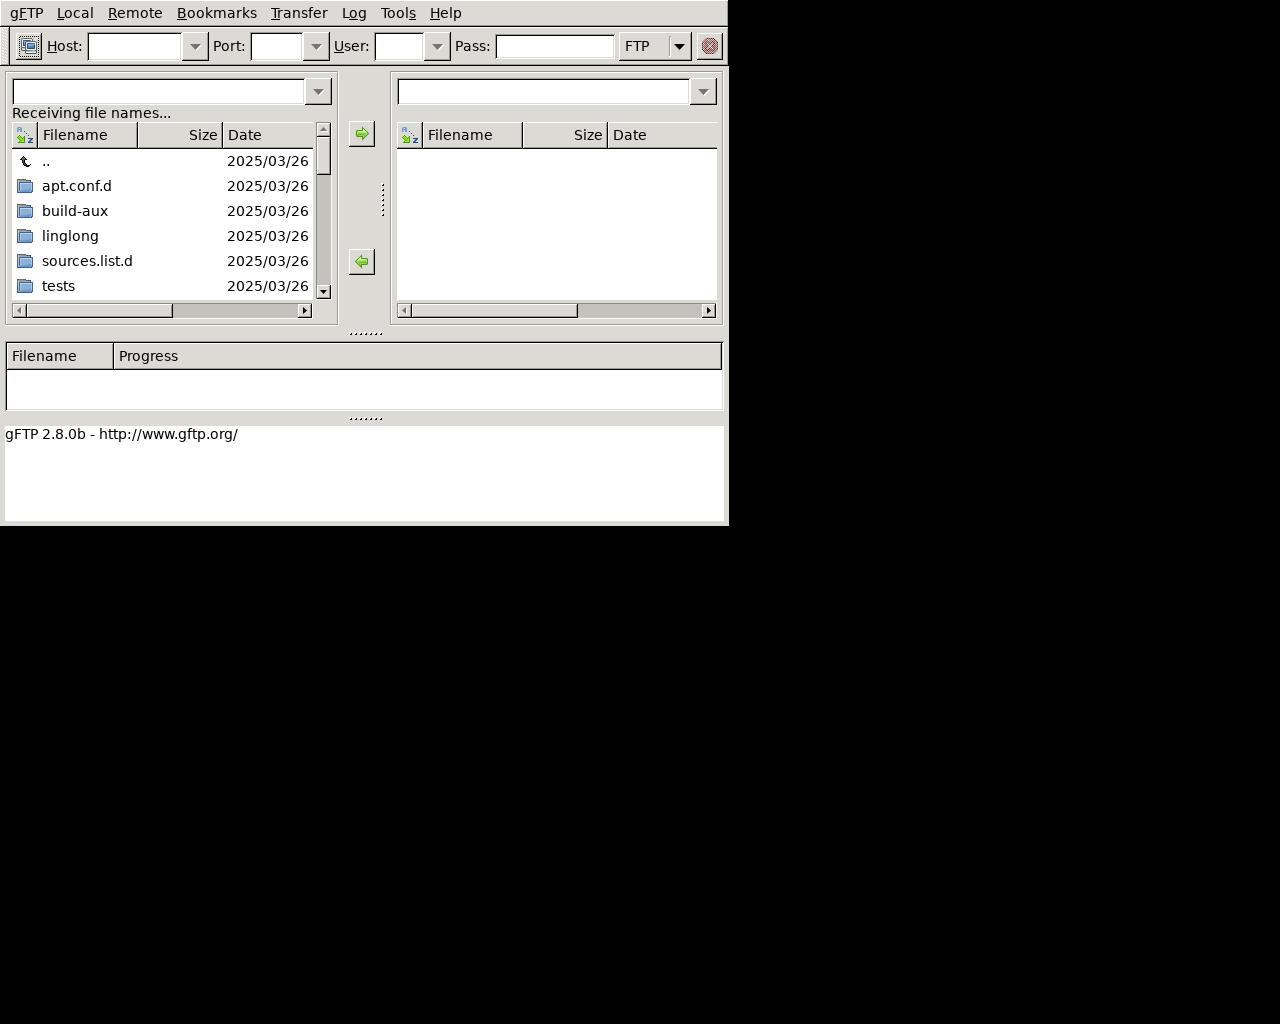 gFTP Local Remote Bookmarks Transfer Log Tools Help
Host: Port: User: Pass: FTP
Receiving file names...
Filename Size Date
.. 2025/03/26
apt.conf.d 2025/03/26
build-aux 2025/03/26
linglong 2025/03/26
sources.list.d 2025/03/26
tests 2025/03/26
Filename Size Date
Filename Progress
gFTP 2.8.0b - http://www.gftp.org/